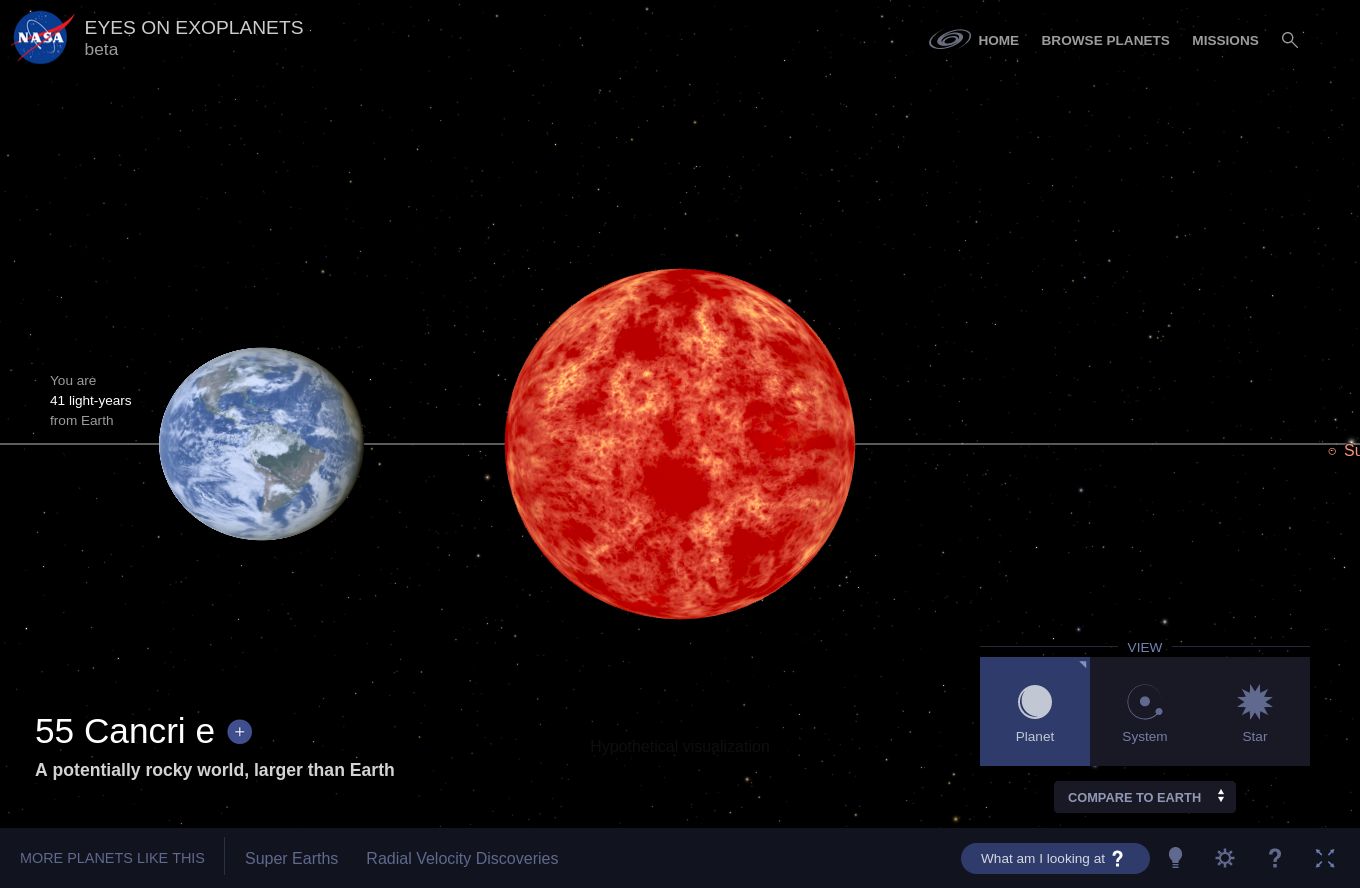 NASA
EYES ON EXOPLANETS
beta
HOME
BROWSE PLANETS
MISSIONS
You are
41 light-years
from Earth
Su
55 Cancri e +
A potentially rocky world, larger than Earth
Hypothetical visualization
VIEW
Planet
System
Star
COMPARE TO EARTH
MORE PLANETS LIKE THIS
Super Earths
Radial Velocity Discoveries
What am I looking at ?
?